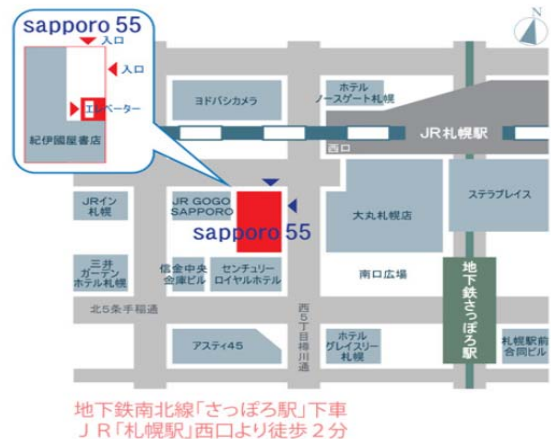 sapporo 55
入口
入口
エレベーター
紀伊國屋書店
N
ヨドバシカメラ
ホテル
ノースゲート札幌
JR札幌駅
西口
JRイン
札幌
JR GOGO
SAPPORO
sapporo 55
大丸札幌店
ステラプレイス
三井
ガーデン
ホテル札幌
信金中央
金庫ビル
センチュリー
ロイヤルホテル
南口広場
地下鉄さっぽろ駅
北5条手稲通
西5丁目樽川通
アスティ45
ホテル
グレイスリー
札幌
札幌駅前
合同ビル
地下鉄南北線「さっぽろ駅」下車
JR「札幌駅」西口より徒歩2分